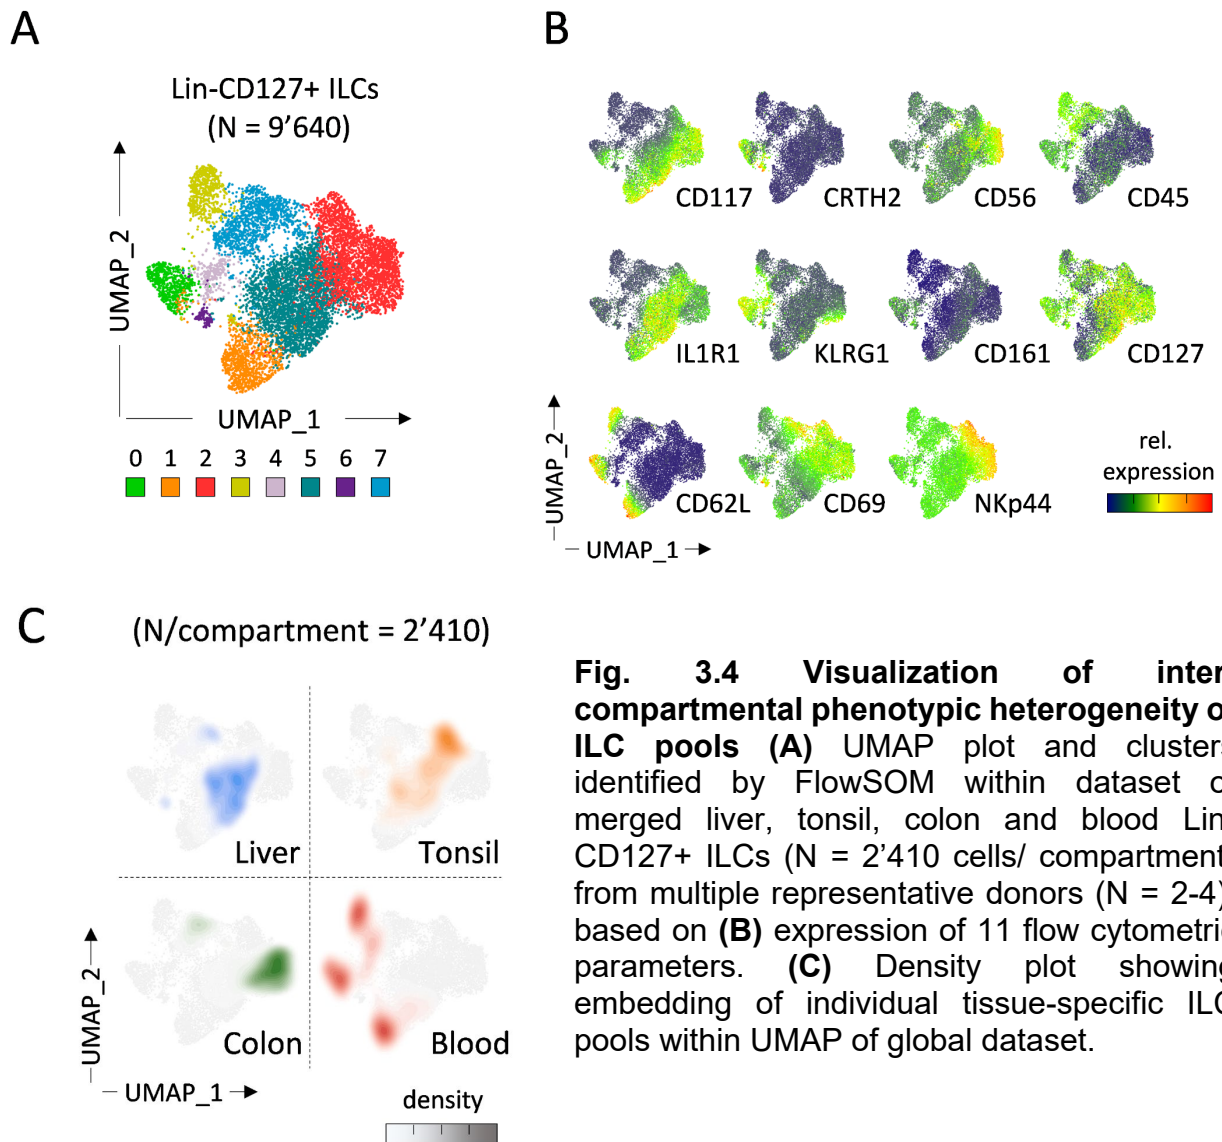 A
Lin-CD127+ ILCs
(N = 9’640)
UMAP_2
UMAP_1
0 1 2 3 4 5 6 7
B
CD117 CRTH2 CD56 CD45
IL1R1 KLRG1 CD161 CD127
CD62L CD69 NKp44
rel.
expression
UMAP_2
UMAP_1
C
(N/compartment = 2’410)
Liver Tonsil
Colon Blood
UMAP_2
UMAP_1
density
Fig. 3.4 Visualization of inter
compartmental phenotypic heterogeneity o
ILC pools (A) UMAP plot and clusters
identified by FlowSOM within dataset o
merged liver, tonsil, colon and blood Lin
CD127+ ILCs (N = 2’410 cells/ compartment
from multiple representative donors (N = 2-4)
based on (B) expression of 11 flow cytometric
parameters. (C) Density plot showing
embedding of individual tissue-specific ILC
pools within UMAP of global dataset.